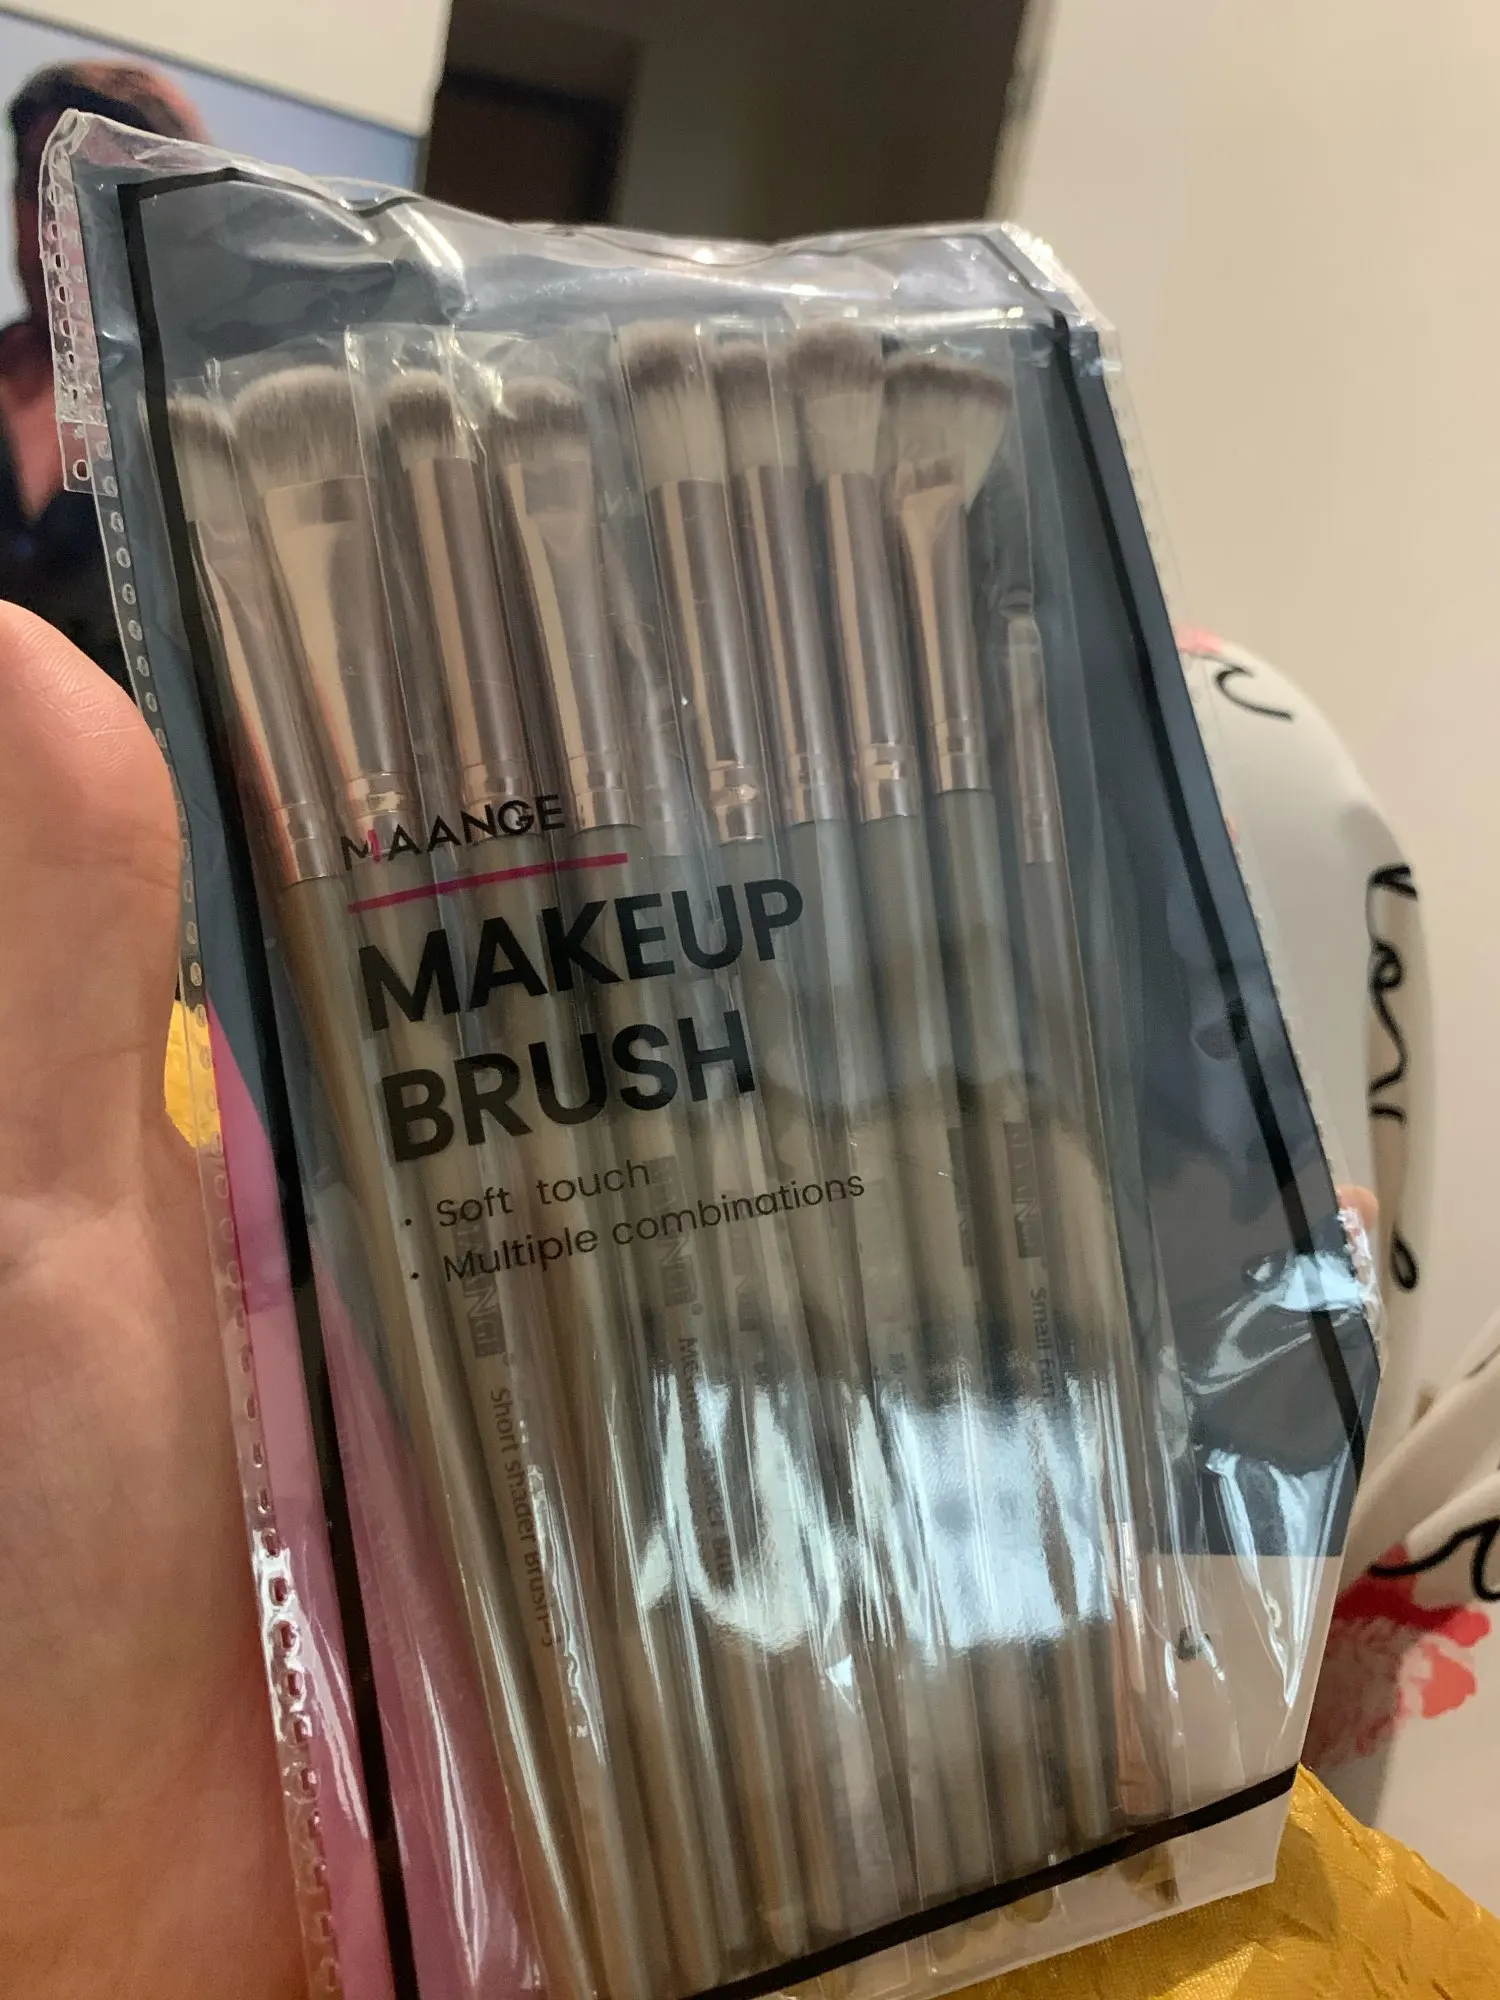 MAANGE
MAKEUP
BRUSH
• Soft touch
• Multiple combinations
Short shader Brush-S
Small Fan